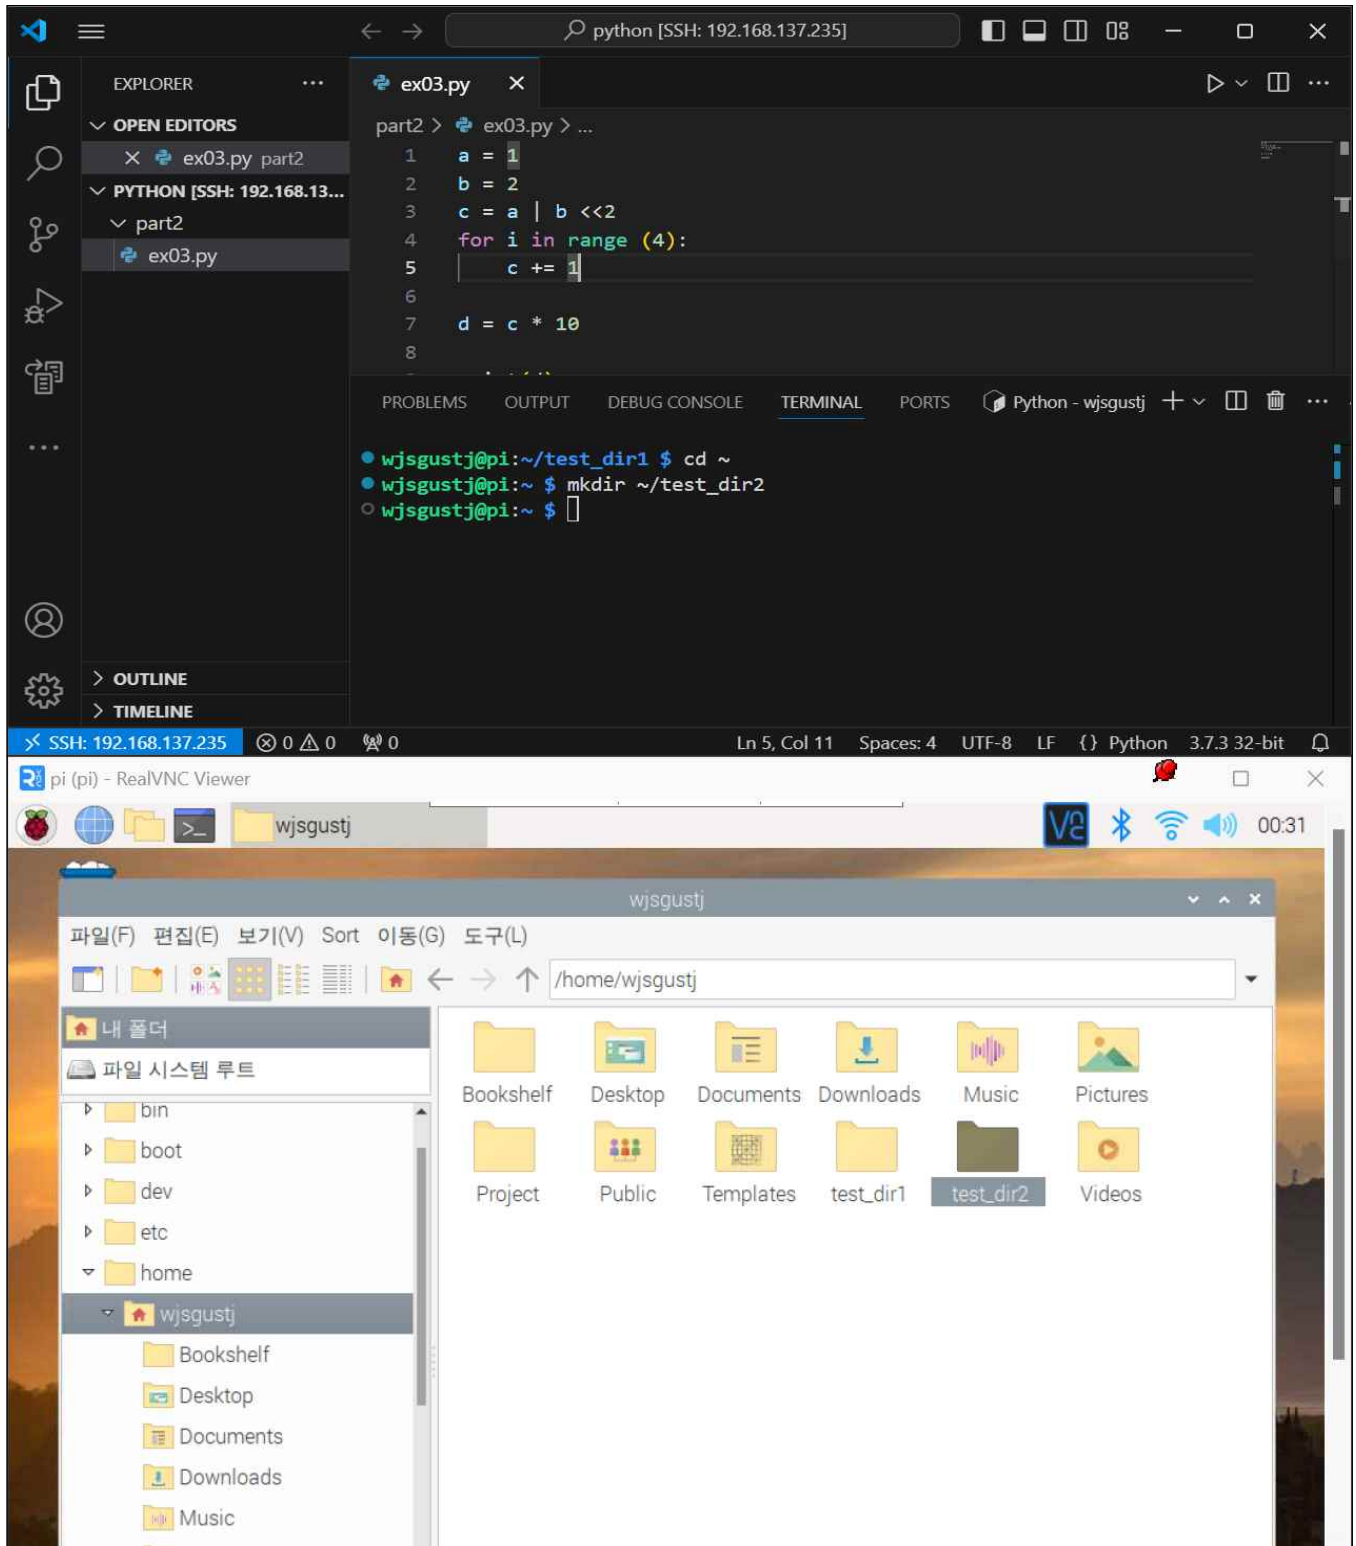 python [SSH: 192.168.137.235]
EXPLORER
ex03.py
OPEN EDITORS
ex03.py part2
PYTHON [SSH: 192.168.13...
part2
ex03.py
part2 > ex03.py > ...
1 a = 1
2 b = 2
3 c = a | b <<2
4 for i in range (4):
5 c += 1
6
7 d = c * 10
8
PROBLEMS OUTPUT DEBUG CONSOLE TERMINAL PORTS Python - wjsgustj
wjsgustj@pi:~/test_dir1 $ cd ~
wjsgustj@pi:~ $ mkdir ~/test_dir2
wjsgustj@pi:~ $
OUTLINE
TIMELINE
SSH: 192.168.137.235 0 0 0 Ln 5, Col 11 Spaces: 4 UTF-8 LF {} Python 3.7.3 32-bit
pi (pi) - RealVNC Viewer
wjsgustj 00:31
wjsgustj
파일(F) 편집(E) 보기(V) Sort 이동(G) 도구(L)
/home/wjsgustj
내 폴더
파일 시스템 루트
bin
boot
dev
etc
home
wjsgustj
Bookshelf
Desktop
Documents
Downloads
Music
Bookshelf Desktop Documents Downloads Music Pictures
Project Public Templates test_dir1 test_dir2 Videos